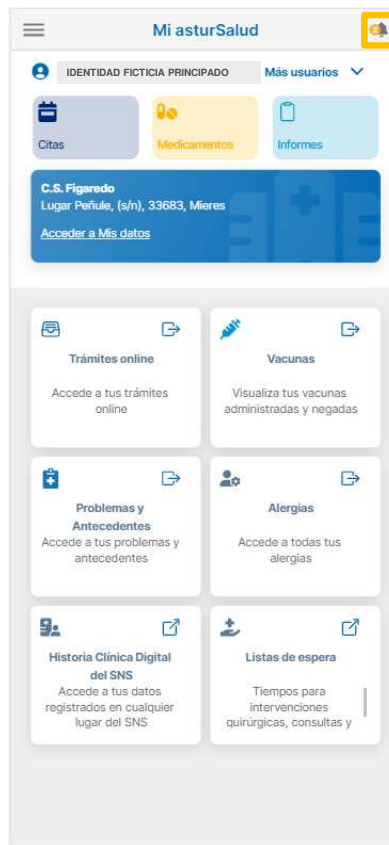 Mi asturSalud
IDENTIDAD FICTICIA PRINCIPADO
Más usuarios
Citas
Medicamentos
Informes
C.S. Figaredo
Lugar Peñule, (s/n), 33683, Mieres
Acceder a Mis datos
Trámites online
Accede a tus trámites
online
Vacunas
Visualiza tus vacunas
administradas y negadas
Problemas y
Antecedentes
Accede a tus problemas y
antecedentes
Alergias
Accede a todas tus
alergias
Historia Clínica Digital
del SNS
Accede a tus datos
registrados en cualquier
lugar del SNS
Listas de espera
Tiempos para
intervenciones
quirúrgicas, consultas y